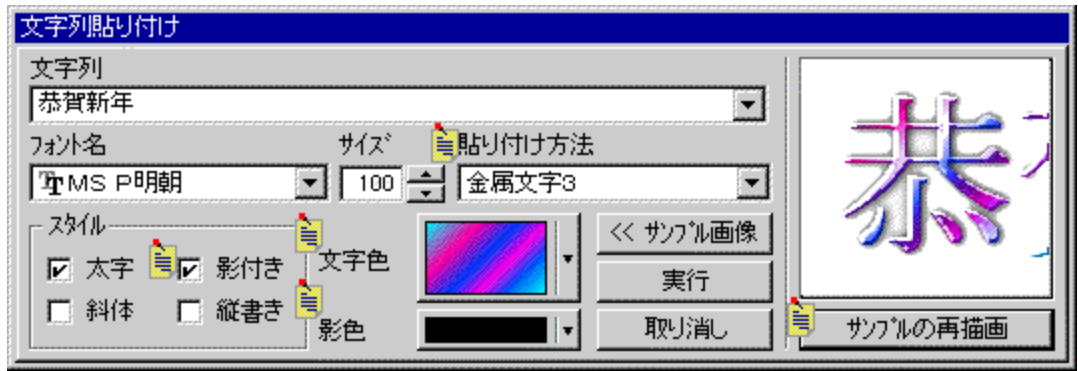 文字列貼り付け
文字列
恭賀新年
フォント名
サイズ
貼り付け方法
MS P明朝
100
金属文字3
スタイル
太字
影付き
斜体
縦書き
文字色
影色
<< サンプル画像
実行
取り消し
恭
サンプルの再描画